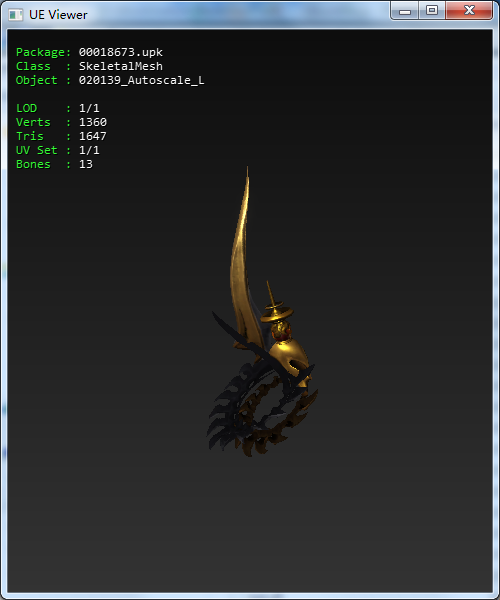 UE Viewer
Package: 00018673.upk
Class  : SkeletalMesh
Object : 020139_Autoscale_L
LOD    : 1/1
Verts  : 1360
Tris   : 1647
UV Set : 1/1
Bones  : 13